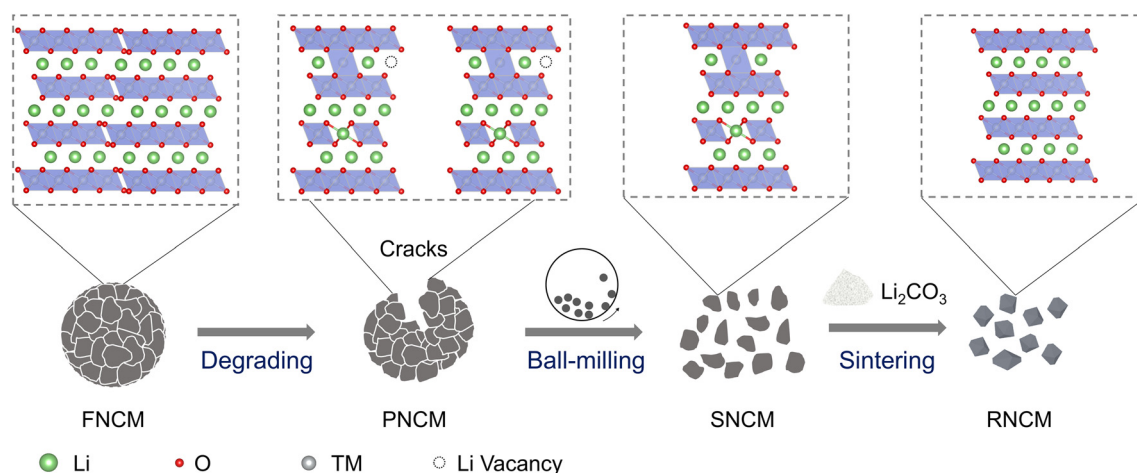 Cracks
Li₂CO₃
Degrading
Ball-milling
Sintering
FNCM
PNCM
SNCM
RNCM
Li
O
TM
Li Vacancy